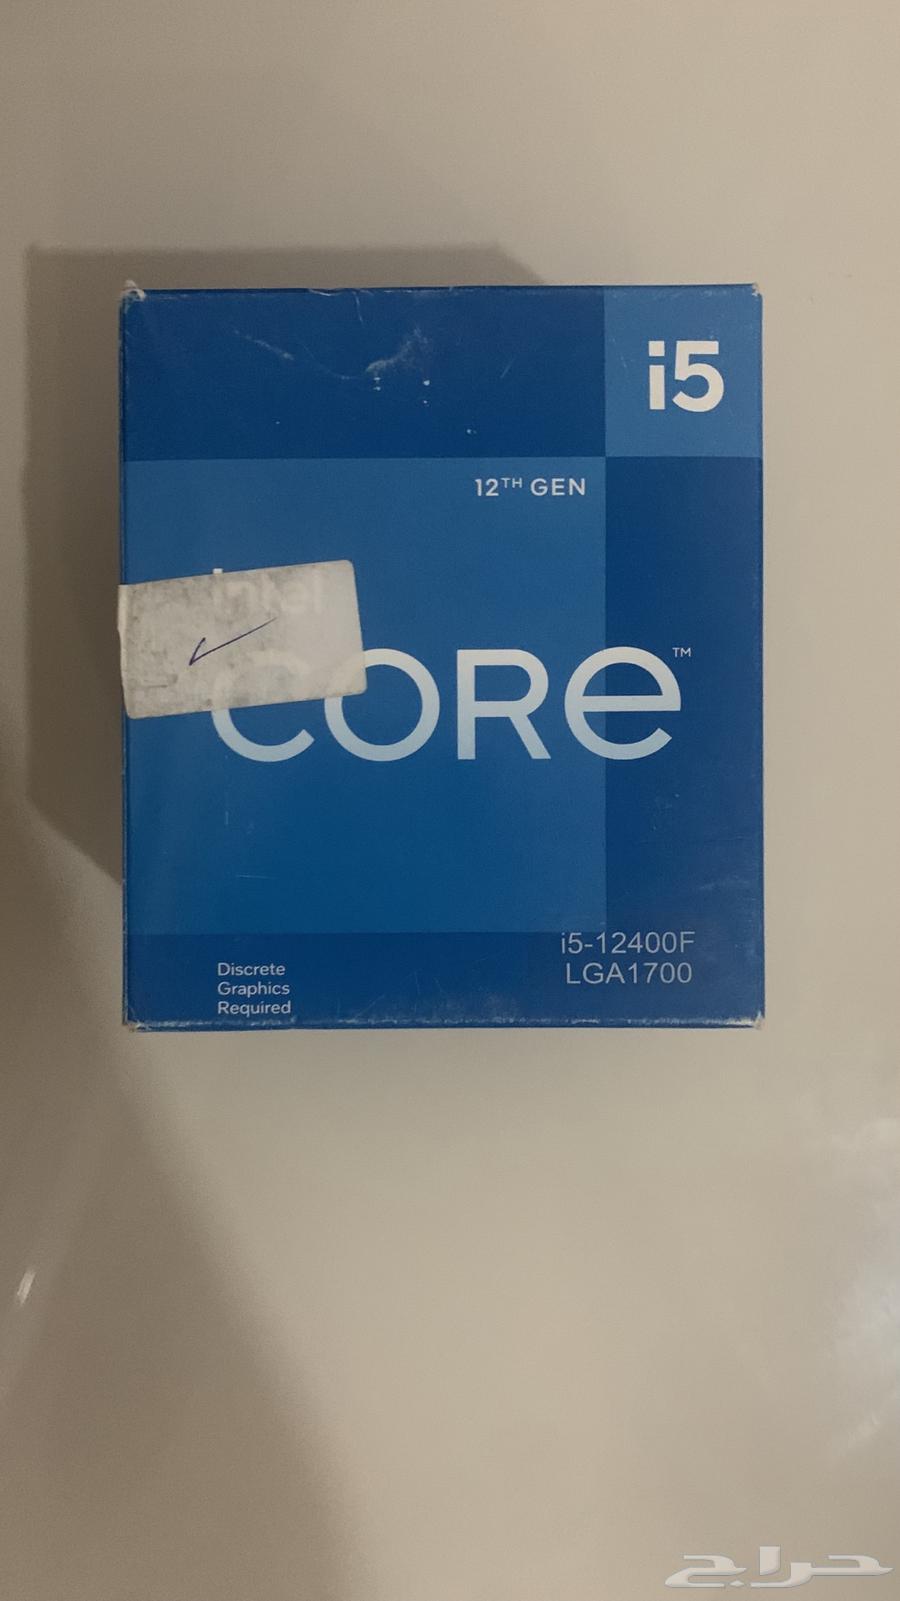 i5
12TH GEN
intel
CORE™
i5-12400F
LGA1700
Discrete
Graphics
Required
حراج